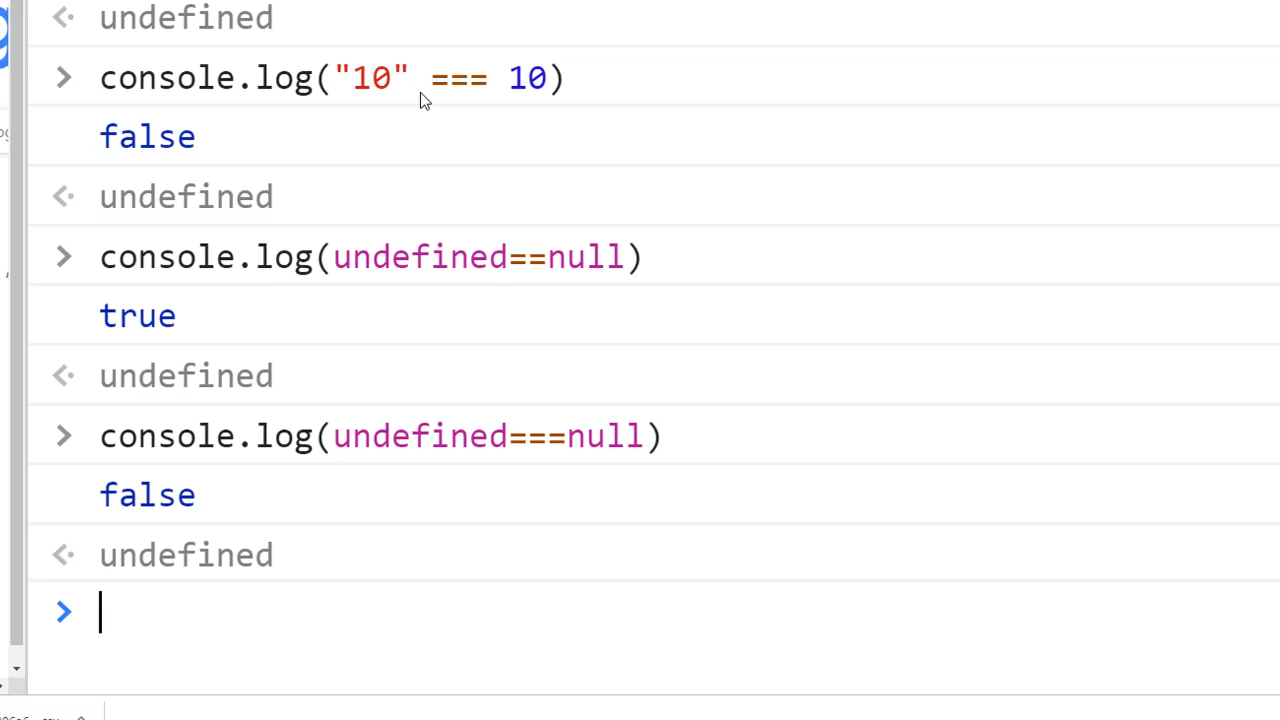 undefined
console.log("10" === 10)
false
undefined
console.log(undefined==null)
true
undefined
console.log(undefined===null)
false
undefined